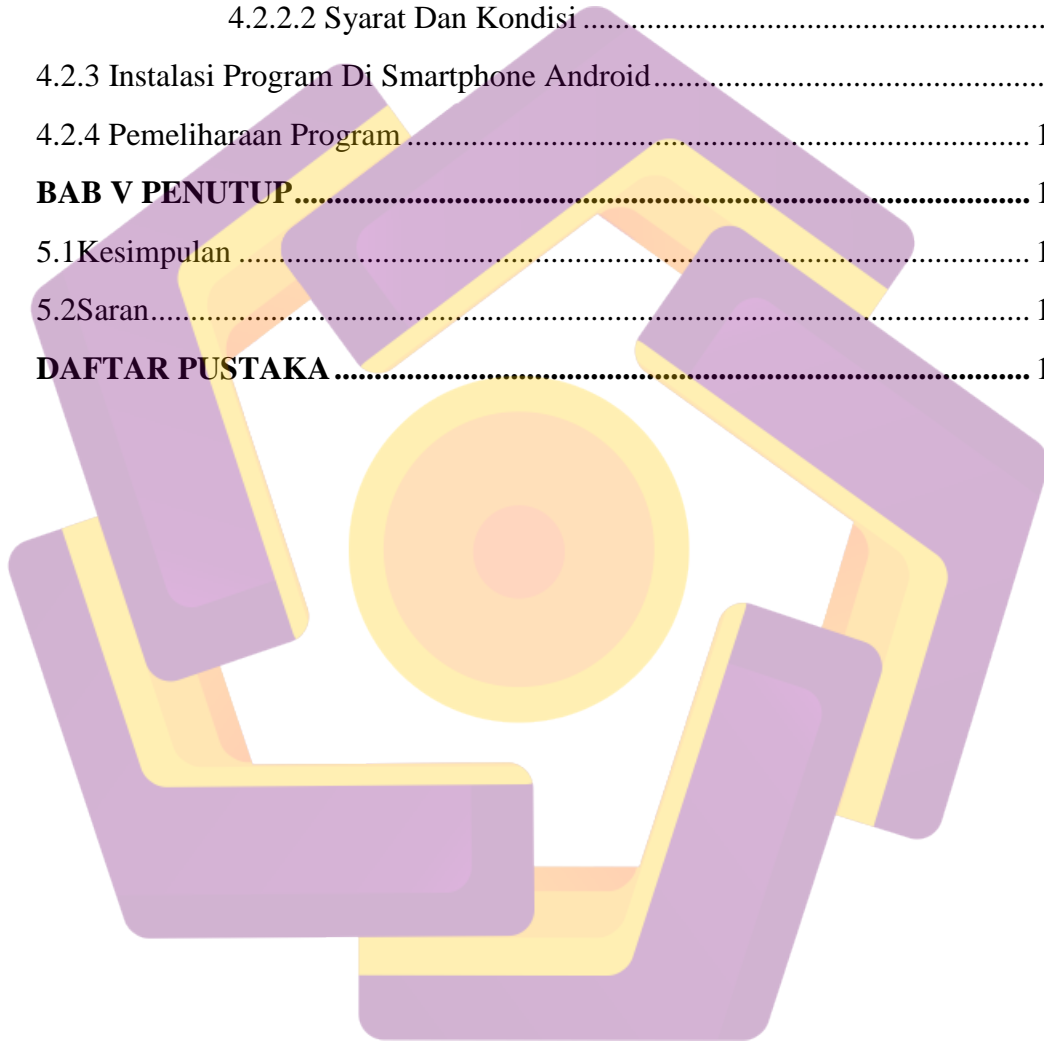 4.2.2.2 Syarat Dan Kondisi ......................................................
4.2.3 Instalasi Program Di Smartphone Android..............................................
4.2.4 Pemeliharaan Program .............................................................................. 1
BAB V PENUTUP............................................................................................ 1
5.1Kesimpulan ................................................................................................... 1
5.2Saran.............................................................................................................. 1
DAFTAR PUSTAKA ....................................................................................... 1